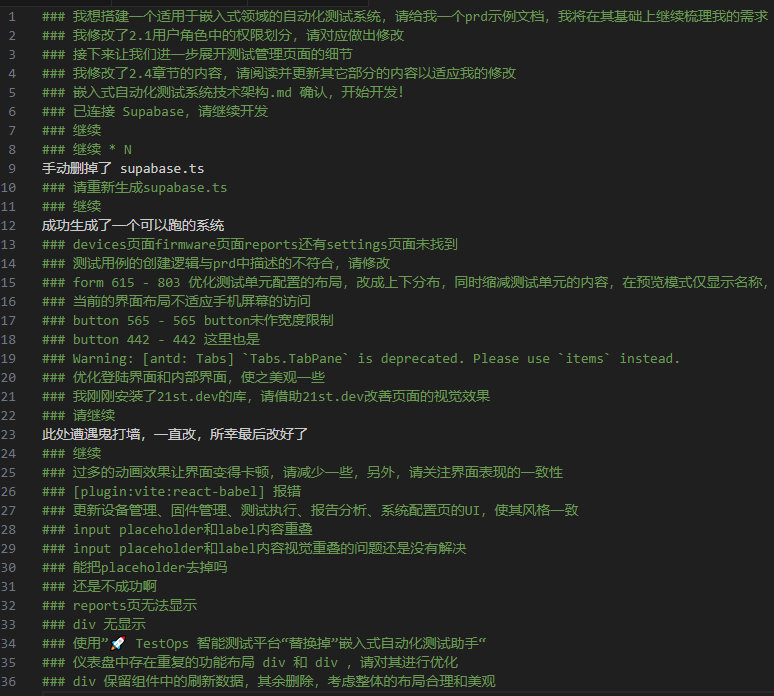 1 ### 我想搭建一个适用于嵌入式领域的自动化测试系统，请给我一个prd示例文档，我将在其基础上继续梳理我的需求
2 ### 我修改了2.1用户角色中的权限划分，请对应做出修改
3 ### 接下来让我们进一步展开测试管理页面的细节
4 ### 我修改了2.4章节的内容，请阅读并更新其它部分的内容以适应我的修改
5 ### 嵌入式自动化测试系统技术架构.md 确认，开始开发！
6 ### 已连接 Supabase，请继续开发
7 ### 继续
8 ### 继续 * N
9 手动删掉了 supabase.ts
10 ### 请重新生成supabase.ts
11 ### 继续
12 成功生成了一个可以跑的系统
13 ### devices页面firmware页面reports还有settings页面未找到
14 ### 测试用例的创建逻辑与prd中描述的不符合，请修改
15 ### form 615 - 803 优化测试单元配置的布局，改成上下分布，同时缩减测试单元的内容，在预览模式仅显示名称，
16 ### 当前的界面布局不适应手机屏幕的访问
17 ### button 565 - 565 button未作宽度限制
18 ### button 442 - 442 这里也是
19 ### Warning: [antd: Tabs] `Tabs.TabPane` is deprecated. Please use `items` instead.
20 ### 优化登陆界面和内部界面，使之美观一些
21 ### 我刚刚安装了21st.dev的库，请借助21st.dev改善页面的视觉效果
22 ### 请继续
23 此处遭遇鬼打墙，一直改，所幸最后改好了
24 ### 继续
25 ### 过多的动画效果让界面变得卡顿，请减少一些，另外，请关注界面表现的一致性
26 ### [plugin:vite:react-babel] 报错
27 ### 更新设备管理、固件管理、测试执行、报告分析、系统配置页的UI，使其风格一致
28 ### input placeholder和label内容重叠
29 ### input placeholder和label内容视觉重叠的问题还是没有解决
30 ### 能把placeholder去掉吗
31 ### 还是不成功啊
32 ### reports页无法显示
33 ### div 无显示
34 ### 使用”🚀 TestOps 智能测试平台“替换掉”嵌入式自动化测试助手“
35 ### 仪表盘中存在重复的功能布局 div 和 div ，请对其进行优化
36 ### div 保留组件中的刷新数据，其余删除，考虑整体的布局合理和美观